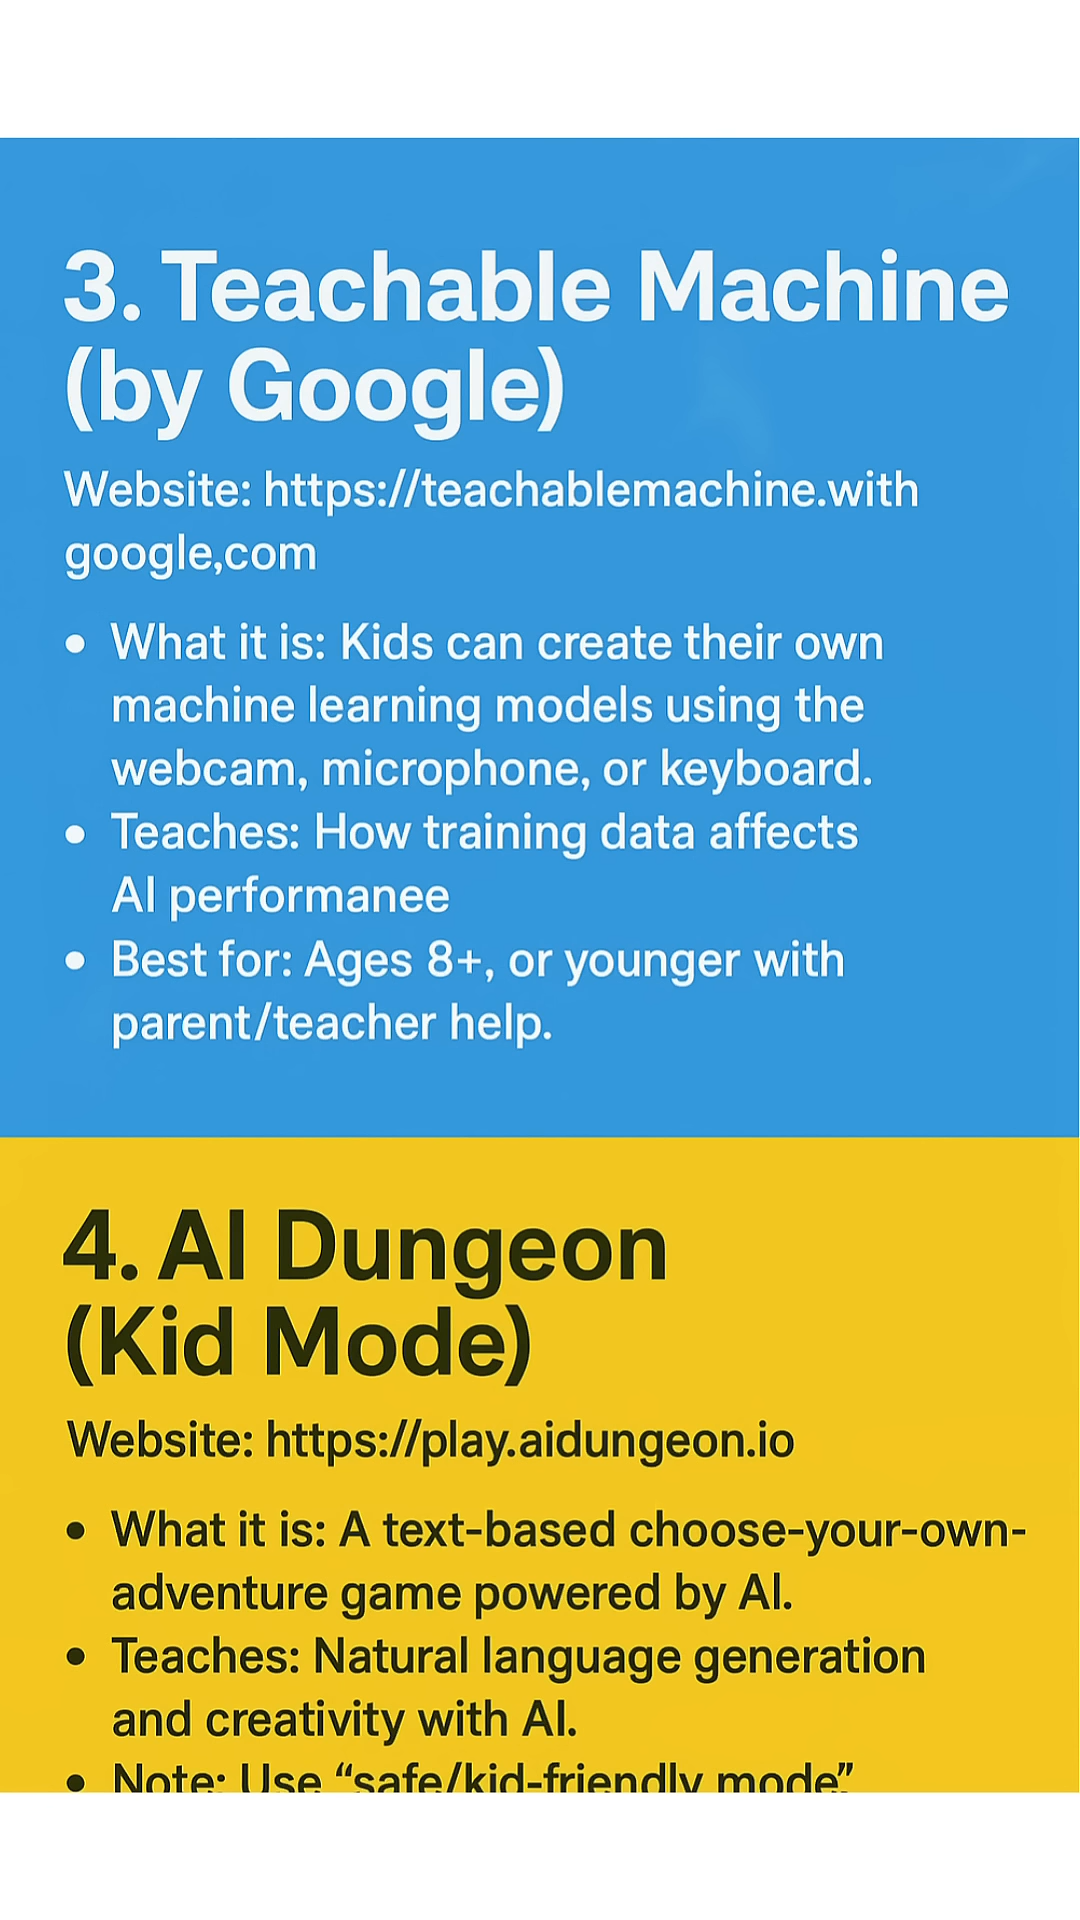 3. Teachable Machine
(by Google)
Website: https://teachablemachine.with
google,com
• What it is: Kids can create their own
machine learning models using the
webcam, microphone, or keyboard.
• Teaches: How training data affects
AI performanee
• Best for: Ages 8+, or younger with
parent/teacher help.
4. AI Dungeon
(Kid Mode)
Website: https://play.aidungeon.io
• What it is: A text-based choose-your-own-
adventure game powered by AI.
• Teaches: Natural language generation
and creativity with AI.
• Note: Use “safe/kid-friendly mode”